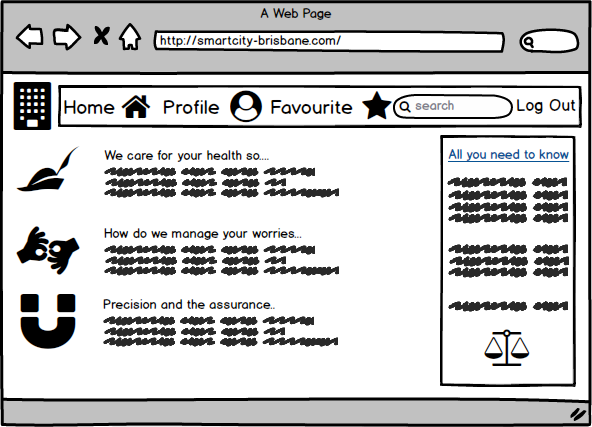 A Web Page
http://smartcity-brisbane.com/
Home Profile Favourite search Log Out
We care for your health so....
All you need to know
How do we manage your worries...
Precision and the assurance..